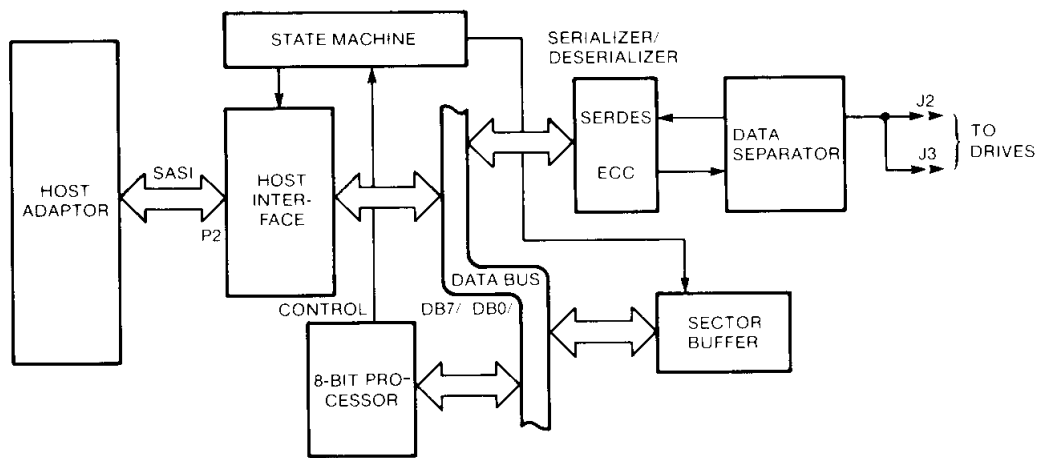 STATE MACHINE
SERIALIZER/
DESERIALIZER
HOST
ADAPTOR
SASI
P2
HOST
INTER-
FACE
SERDES
ECC
DATA
SEPARATOR
J2
J3
TO
DRIVES
DATA BUS
DB7/ DB0/
CONTROL
8-BIT PRO-
CESSOR
SECTOR
BUFFER